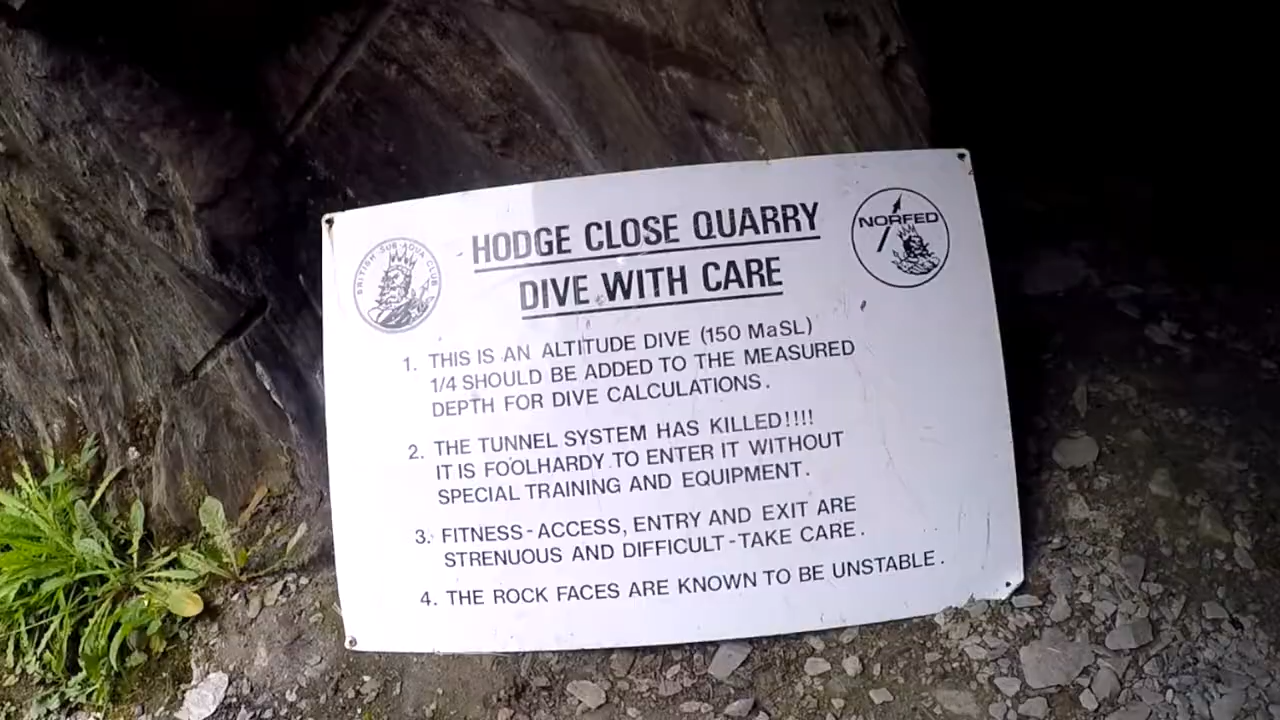 HODGE CLOSE QUARRY
DIVE WITH CARE
BRITISH SUB-AQUA CLUB
NORFED
1. THIS IS AN ALTITUDE DIVE (150 MaSL)
1/4 SHOULD BE ADDED TO THE MEASURED
DEPTH FOR DIVE CALCULATIONS.
2. THE TUNNEL SYSTEM HAS KILLED!!!!
IT IS FOOLHARDY TO ENTER IT WITHOUT
SPECIAL TRAINING AND EQUIPMENT.
3. FITNESS-ACCESS, ENTRY AND EXIT ARE
STRENUOUS AND DIFFICULT-TAKE CARE.
4. THE ROCK FACES ARE KNOWN TO BE UNSTABLE.